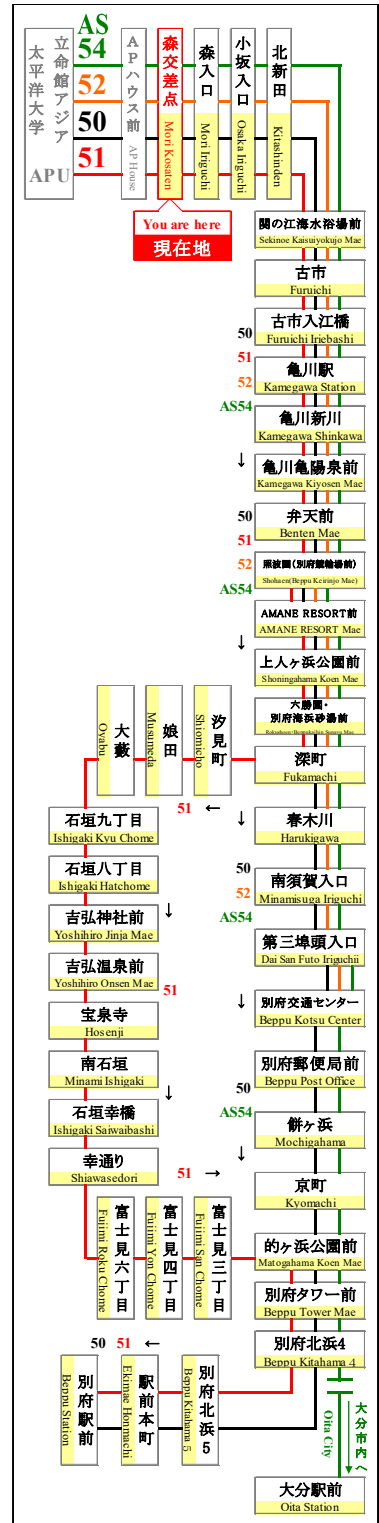 AS
54
52
50
51
立命館アジア
太平洋大学
APU
APハウス前
AP House
森交差点
Mori Kosaten
森入口
Mori Iriguchi
小坂入口
Osaka Iriguchi
北新田
Kitashinden
You are here
現在地
関の江海水浴場前
Sekinoe Kaisuiyokujo Mae
古市
Furuichi
古市入江橋
Furuichi Iriebashi
50
51
52
AS54
↓
亀川駅
Kamegawa Station
亀川新川
Kamegawa Shinkawa
亀川亀陽泉前
Kamegawa Kiyosen Mae
弁天前
Benten Mae
50
51
52
AS54
↓
照波園(別府競輪場前)
Shohaen(Beppu Keirinjo Mae)
AMANE RESORT前
AMANE RESORT Mae
上人ヶ浜公園前
Shoningahama Koen Mae
六勝園・
別府海浜砂湯前
深町
Fukamachi
汐見町
Shiomicho
娘田
Musumeda
大藪
Oyabu
51 ←
石垣九丁目
Ishigaki Kyu Chome
石垣八丁目
Ishigaki Hatchome
吉弘神社前
Yoshihiro Jinja Mae
↓
吉弘温泉前
Yoshihiro Onsen Mae
51
宝泉寺
Hosenji
南石垣
Minami Ishigaki
↓
石垣幸橋
Ishigaki Saiwaibashi
幸通り
Shiawasedori
51 →
富士見六丁目
Fujimi Roku Chome
富士見四丁目
Fujimi Yon Chome
富士見三丁目
Fujimi San Chome
↓
春木川
Harukigawa
50
52
AS54
南須賀入口
Minamisuga Iriguchi
第三埠頭入口
Dai San Futo Iriguchii
↓
別府交通センター
Beppu Kotsu Center
別府郵便局前
Beppu Post Office
50
AS54
↓
餅ヶ浜
Mochigahama
京町
Kyomachi
的ヶ浜公園前
Matogahama Koen Mae
別府タワー前
Beppu Tower Mae
別府北浜4
Beppu Kitahama 4
50 51 ←
別府北浜5
Beppu Kitahama 5
駅前本町
Ekimae Honmachi
別府駅前
Beppu Station
大分市内へ
Oita City
大分駅前
Oita Station